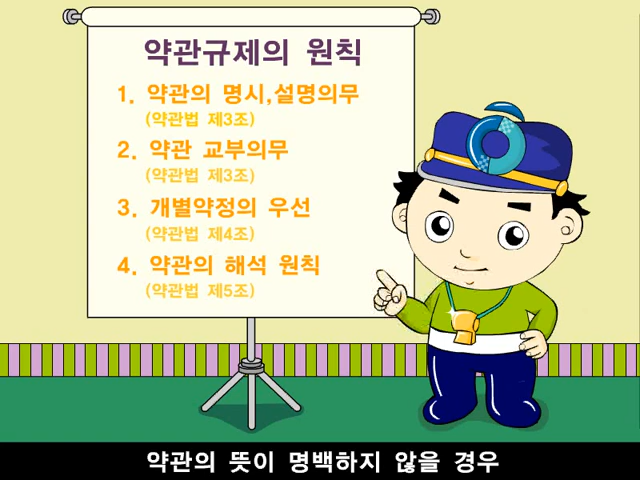 약관규제의 원칙
1. 약관의 명시,설명의무
(약관법 제3조)
2. 약관 교부의무
(약관법 제3조)
3. 개별약정의 우선
(약관법 제4조)
4. 약관의 해석 원칙
(약관법 제5조)
약관의 뜻이 명백하지 않을 경우